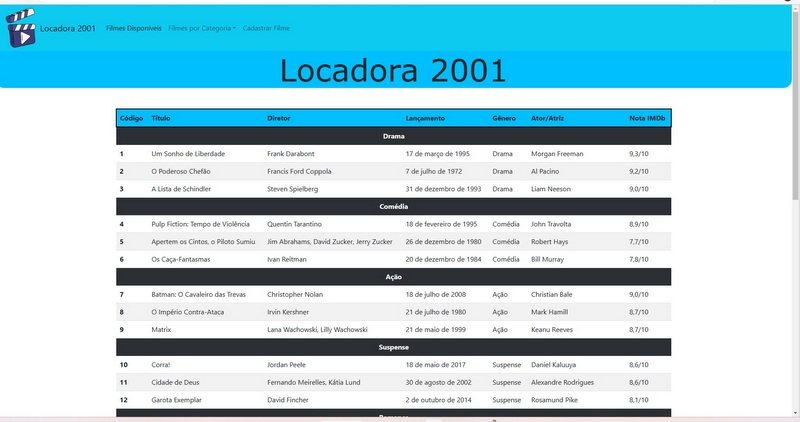 Locadora 2001 Filmes Disponíveis Filmes por Categoria Cadastrar Filme
Locadora 2001
Código Título Diretor Lançamento Gênero Ator/Atriz Nota IMDb
Drama
1 Um Sonho de Liberdade Frank Darabont 17 de março de 1995 Drama Morgan Freeman 9,3/10
2 O Poderoso Chefão Francis Ford Coppola 7 de julho de 1972 Drama Al Pacino 9,2/10
3 A Lista de Schindler Steven Spielberg 31 de dezembro de 1993 Drama Liam Neeson 9,0/10
Comédia
4 Pulp Fiction: Tempo de Violência Quentin Tarantino 18 de fevereiro de 1995 Comédia John Travolta 8,9/10
5 Apertem os Cintos, o Piloto Sumiu Jim Abrahams, David Zucker, Jerry Zucker 26 de dezembro de 1980 Comédia Robert Hays 7,7/10
6 Os Caça-Fantasmas Ivan Reitman 20 de dezembro de 1984 Comédia Bill Murray 7,8/10
Ação
7 Batman: O Cavaleiro das Trevas Christopher Nolan 18 de julho de 2008 Ação Christian Bale 9,0/10
8 O Império Contra-Ataca Irvin Kershner 21 de julho de 1980 Ação Mark Hamill 8,7/10
9 Matrix Lana Wachowski, Lilly Wachowski 21 de maio de 1999 Ação Keanu Reeves 8,7/10
Suspense
10 Corra! Jordan Peele 18 de maio de 2017 Suspense Daniel Kaluuya 8,6/10
11 Cidade de Deus Fernando Meirelles, Kátia Lund 30 de agosto de 2002 Suspense Alexandre Rodrigues 8,6/10
12 Garota Exemplar David Fincher 2 de outubro de 2014 Suspense Rosamund Pike 8,1/10